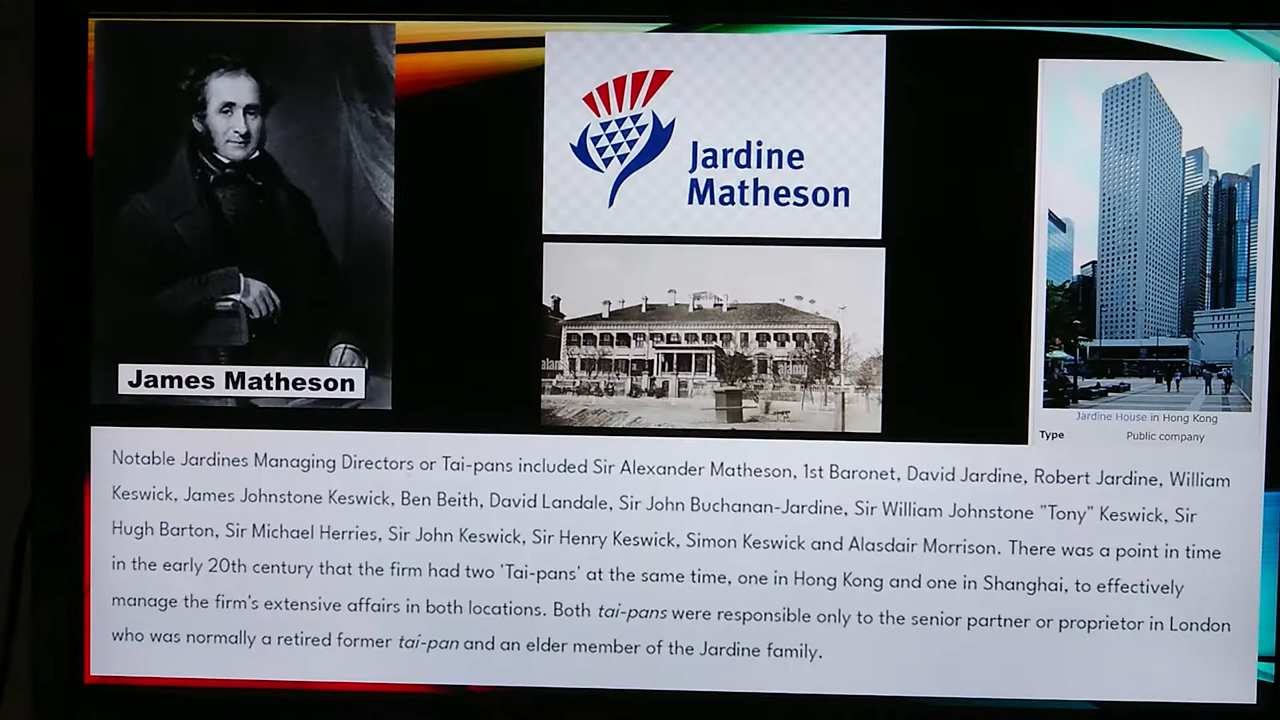 James Matheson
Jardine
Matheson
alamy
alamy
Jardine House in Hong Kong
Type Public company
Notable Jardines Managing Directors or Tai-pans included Sir Alexander Matheson, 1st Baronet, David Jardine, Robert Jardine, William
Keswick, James Johnstone Keswick, Ben Beith, David Landale, Sir John Buchanan-Jardine, Sir William Johnstone "Tony" Keswick, Sir
Hugh Barton, Sir Michael Herries, Sir John Keswick, Sir Henry Keswick, Simon Keswick and Alasdair Morrison. There was a point in time
in the early 20th century that the firm had two 'Tai-pans' at the same time, one in Hong Kong and one in Shanghai, to effectively
manage the firm's extensive affairs in both locations. Both tai-pans were responsible only to the senior partner or proprietor in London
who was normally a retired former tai-pan and an elder member of the Jardine family.